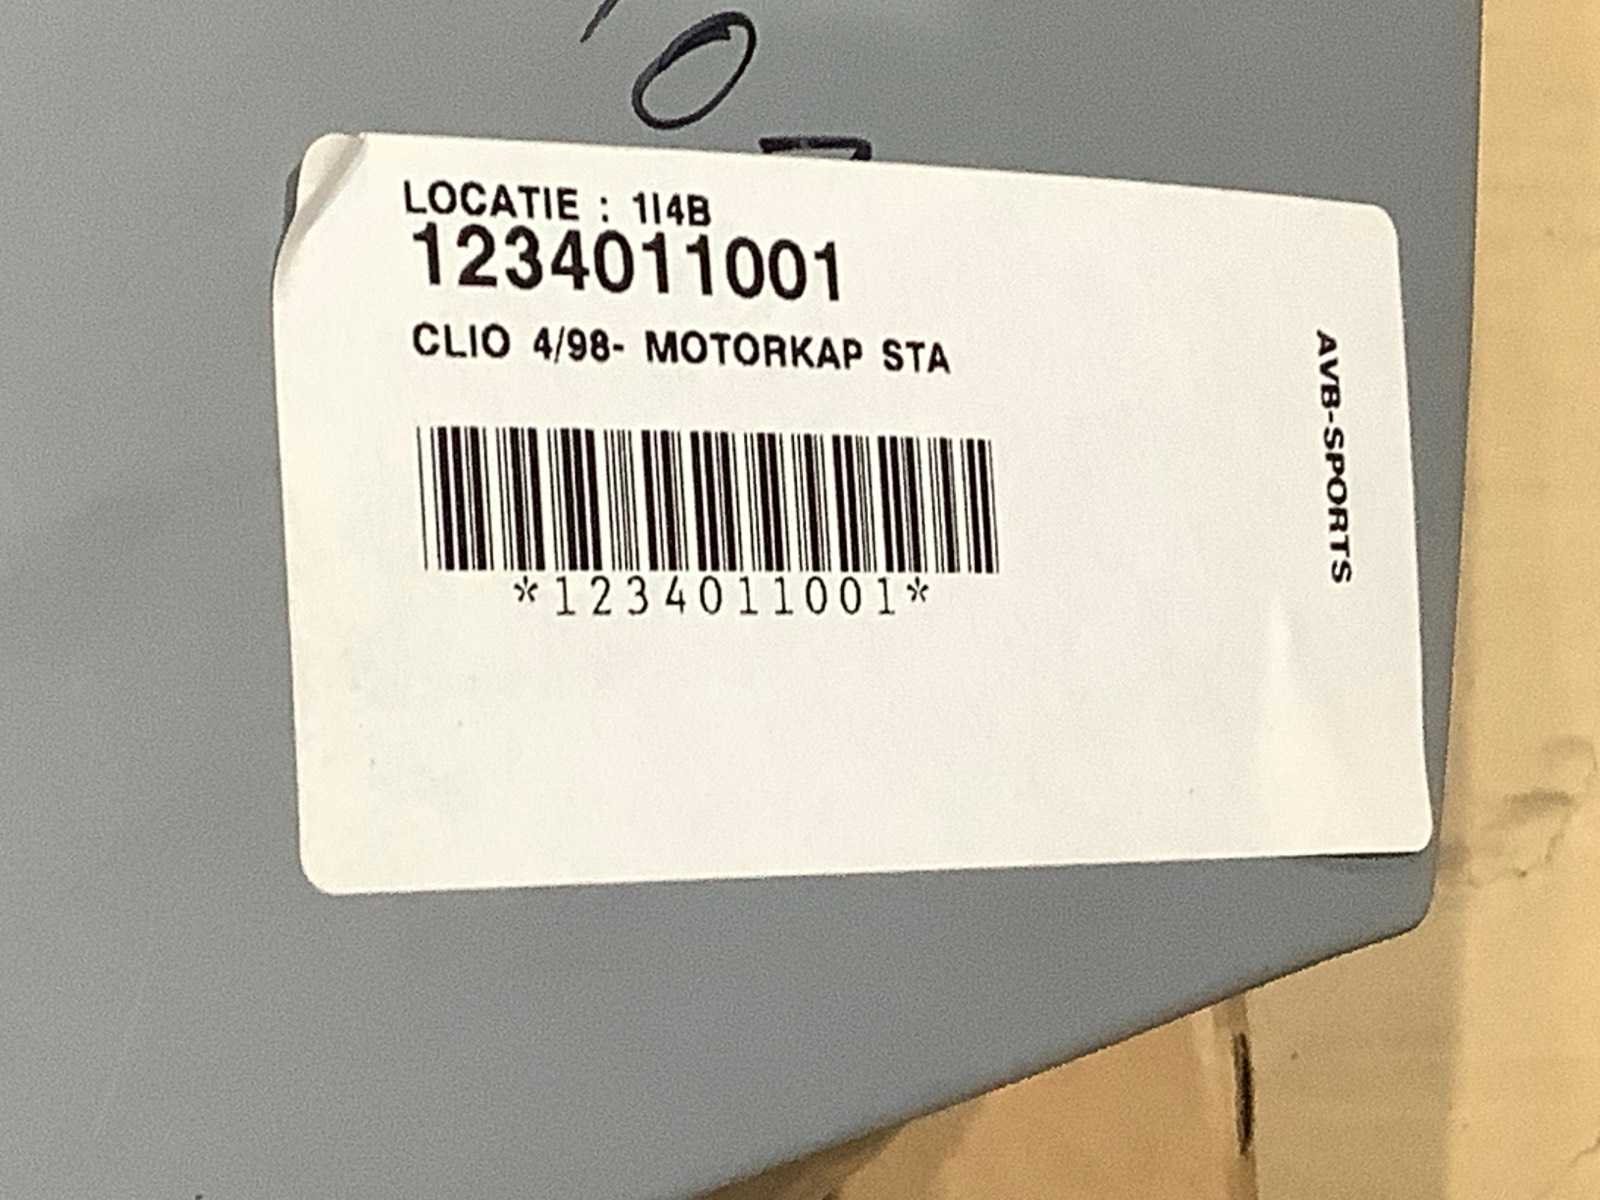 LOCATIE : 1I4B
1234011001
CLIO 4/98- MOTORKAP STA
*1234011001*
AVB-SPORTS